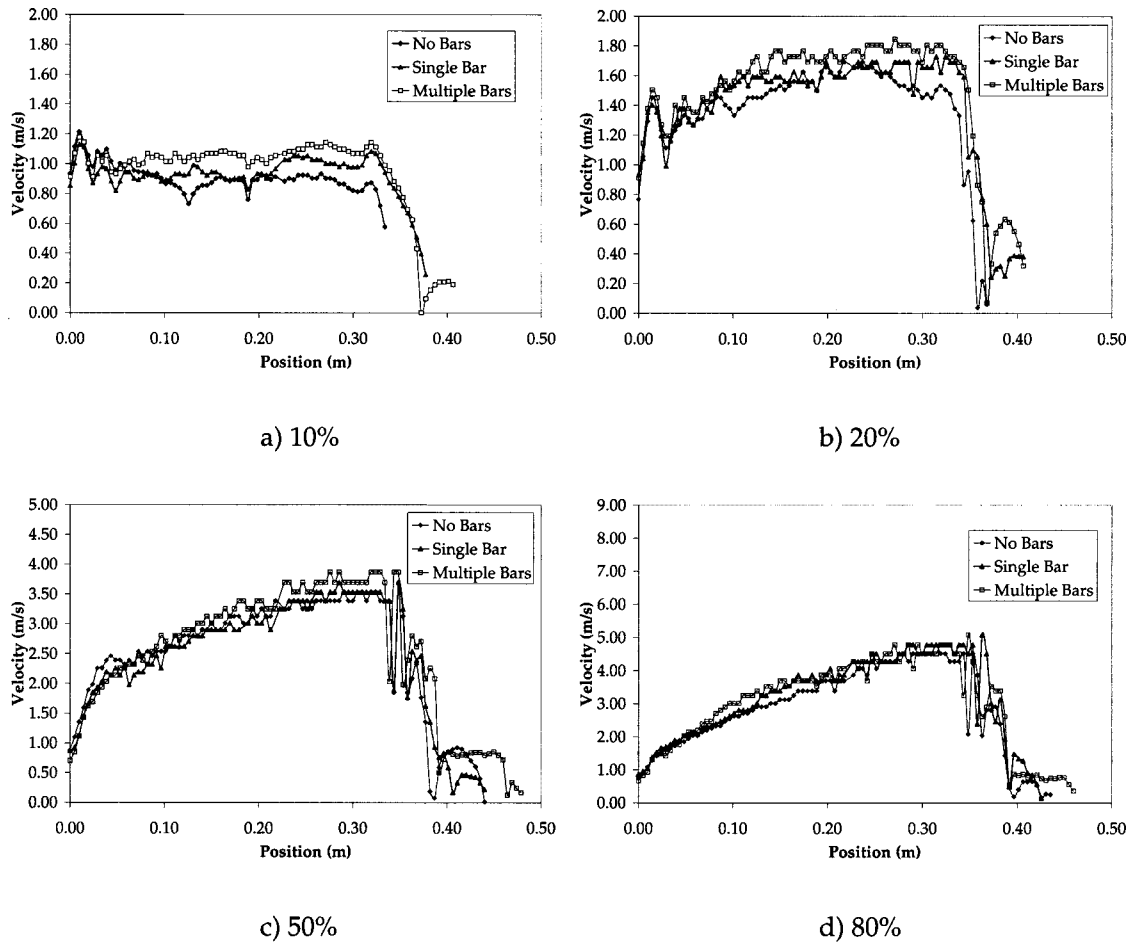 2.00
1.80
1.60
1.40
1.20
1.00
0.80
0.60
0.40
0.20
0.00
Velocity (m/s)
0.00 0.10 0.20 0.30 0.40 0.50
Position (m)
No Bars
Single Bar
Multiple Bars
a) 10%
2.00
1.80
1.60
1.40
1.20
1.00
0.80
0.60
0.40
0.20
0.00
Velocity (m/s)
0.00 0.10 0.20 0.30 0.40 0.50
Position (m)
No Bars
Single Bar
Multiple Bars
b) 20%
5.00
4.50
4.00
3.50
3.00
2.50
2.00
1.50
1.00
0.50
0.00
Velocity (m/s)
0.00 0.10 0.20 0.30 0.40 0.50
Position (m)
No Bars
Single Bar
Multiple Bars
c) 50%
9.00
8.00
7.00
6.00
5.00
4.00
3.00
2.00
1.00
0.00
Velocity (m/s)
0.00 0.10 0.20 0.30 0.40 0.50
Position (m)
No Bars
Single Bar
Multiple Bars
d) 80%